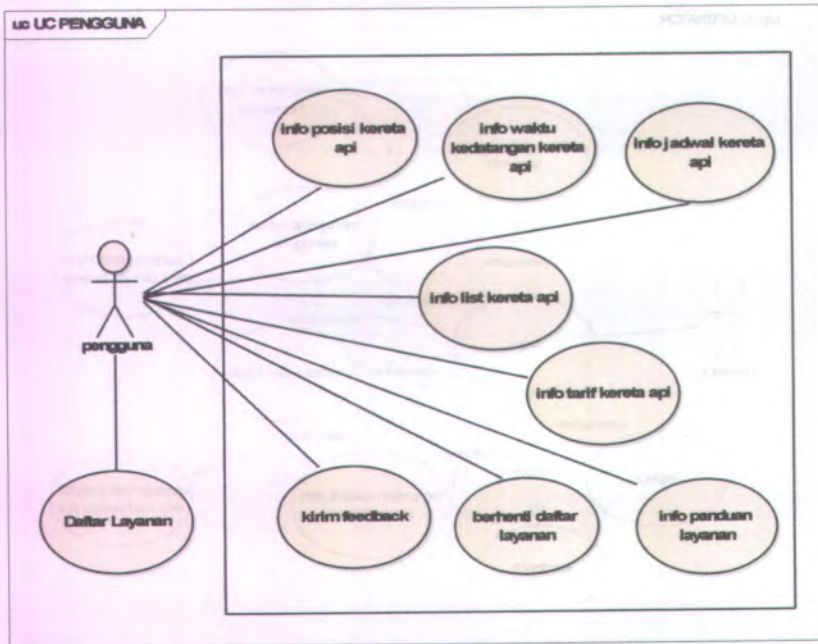 uc UC PENGGUNA
info posisi kereta
api
info waktu
kedatangan kereta
api
info jadwal kereta
api
info list kereta api
pengguna
info tarif kereta api
Daftar Layanan
kirim feedback
berhenti daftar
layanan
info panduan
layanan